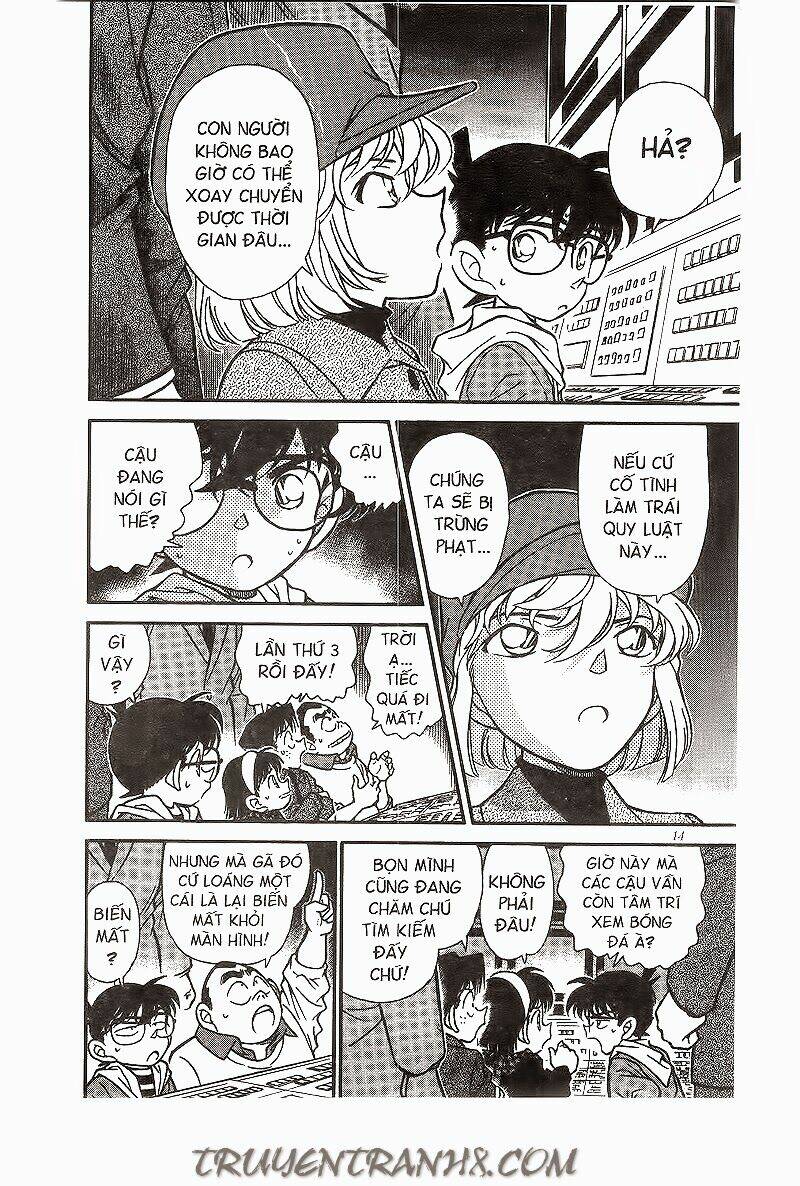 HẢ?
CON NGƯỜI
KHÔNG BAO
GIỜ CÓ THỂ
XOAY CHUYỂN
ĐƯỢC THỜI
GIAN ĐÂU...
NẾU CỨ
CỐ TÌNH
LÀM TRÁI
QUY LUẬT
NÀY...
CHÚNG
TA SẼ BỊ
TRỪNG
PHẠT...
CẬU
...
CẬU
ĐANG
NÓI GÌ
THẾ?
TRỜI
Ạ...
TIẾC
QUÁ ĐI
MẤT!
LẦN THỨ 3
RỒI ĐẤY!
GÌ
VẬY
?
14
GIỜ NÀY MÀ
CÁC CẬU VẪN
CÒN TÂM TRÍ
XEM BÓNG
ĐÁ À?
KHÔNG
PHẢI
ĐÂU!
BỌN MÌNH
CŨNG ĐANG
CHĂM CHÚ
TÌM KIẾM
ĐẤY
CHỨ!
NHƯNG MÀ GÃ ĐÓ
CỨ LOÁNG MỘT
CÁI LÀ LẠI BIẾN
MẤT KHỎI
MÀN HÌNH!
BIẾN
MẤT
?
TRUYENTRANH8.COM